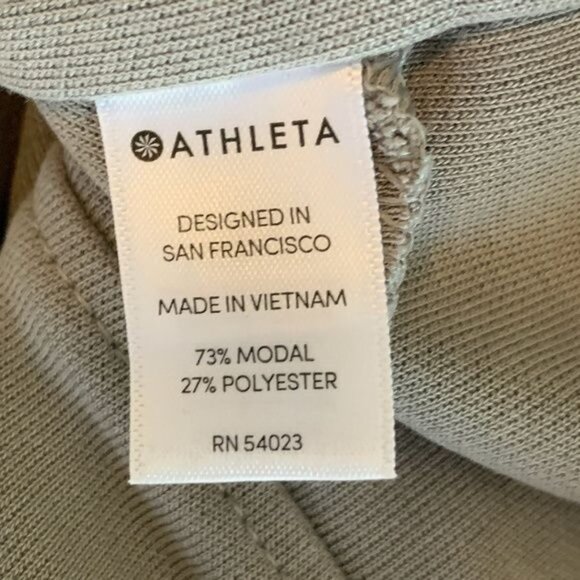 ATHLETA
DESIGNED IN
SAN FRANCISCO
MADE IN VIETNAM
73% MODAL
27% POLYESTER
RN 54023